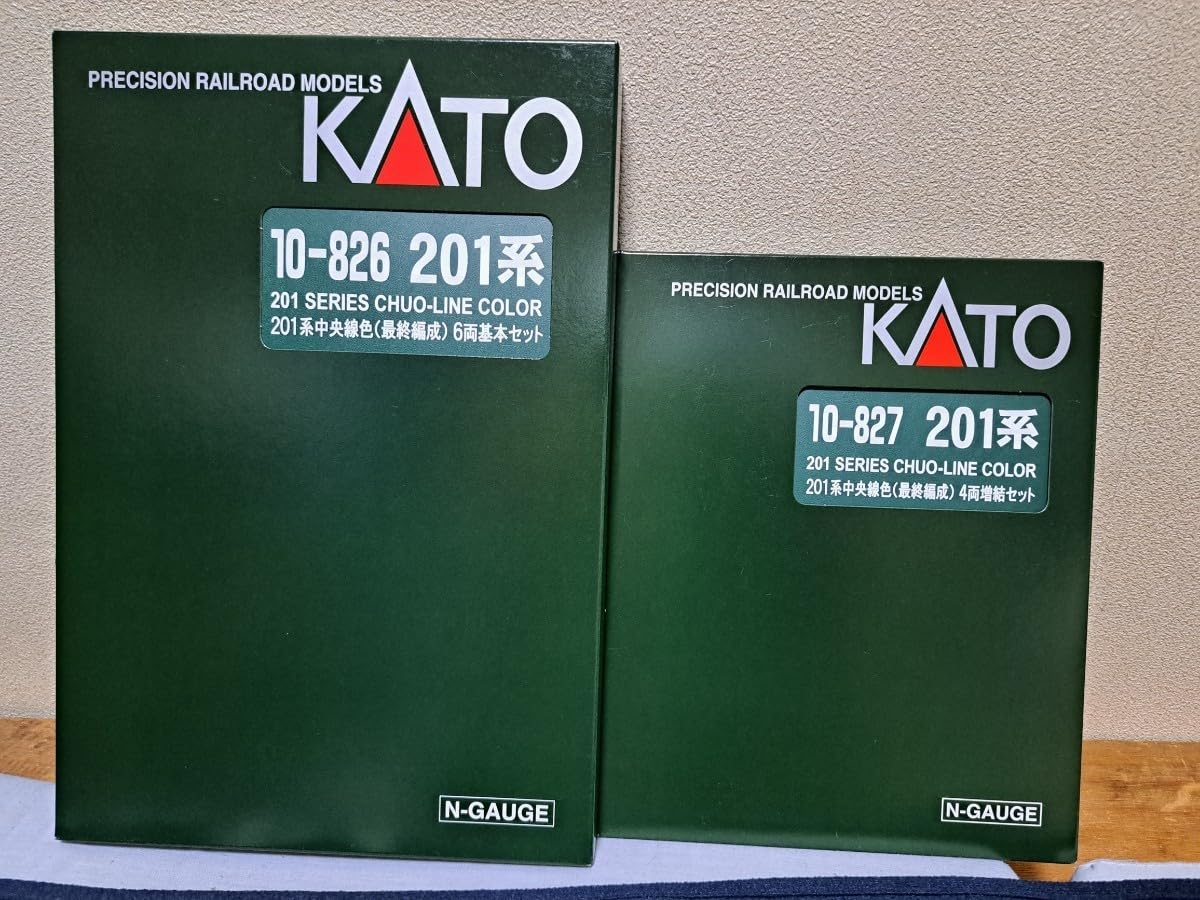 PRECISION RAILROAD MODELS
KATO
10-826 201系
201 SERIES CHUO-LINE COLOR
201系中央線色(最終編成) 6両基本セット
N-GAUGE
PRECISION RAILROAD MODELS
KATO
10-827 201系
201 SERIES CHUO-LINE COLOR
201系中央線色(最終編成) 4両増結セット
N-GAUGE